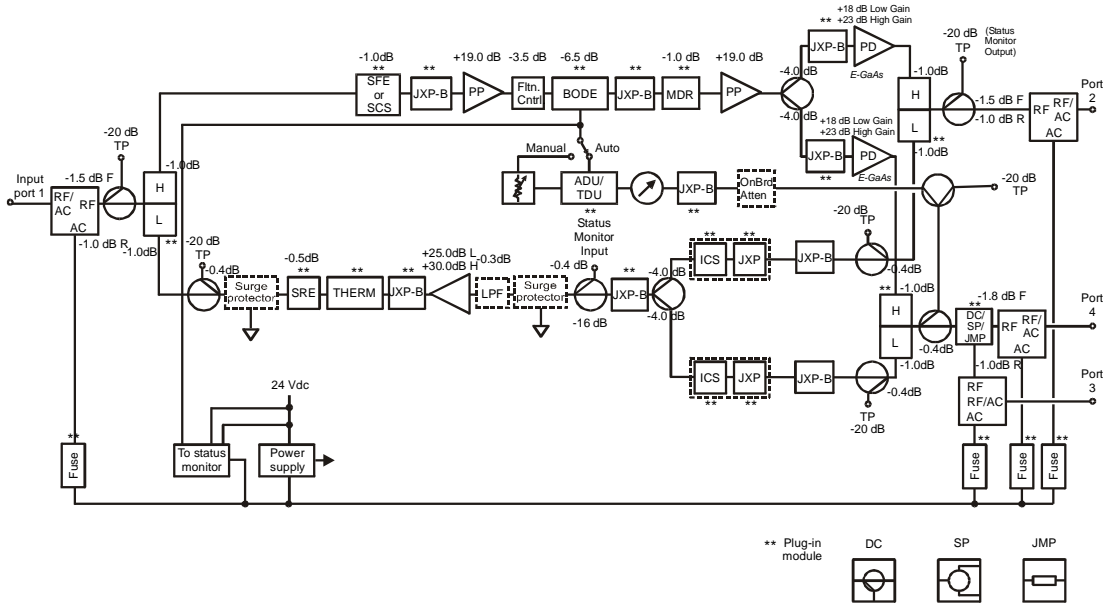 +18 dB Low Gain
+23 dB High Gain
**
JXP-B
PD
E-GaAs
-20 dB
TP
(Status
Monitor
Output)
-1.0dB
**
SFE
or
SCS
**
JXP-B
+19.0 dB
PP
-3.5 dB
Fltn.
Cntrl
-6.5 dB
**
BODE
**
JXP-B
-1.0 dB
**
MDR
+19.0 dB
PP
-4.0 dB
-4.0 dB
-1.0dB
H
L
**
-1.0dB
-1.5 dB F
-1.0 dB R
RF
RF/
AC
AC
Port
2
+18 dB Low Gain
+23 dB High Gain
JXP-B
**
PD
E-GaAs
-20 dB
TP
Input
port 1
RF/
AC
RF
AC
-1.5 dB F
-1.0 dB R
-1.0dB
H
L
**
-1.0dB
Manual
Auto
ADU/
TDU
**
Status
Monitor
Input
JXP-B
**
OnBrd
Atten
-20 dB
TP
-20 dB
TP
-0.4dB
Surge
protector
-0.5dB
**
SRE
**
THERM
**
JXP-B
+25.0dB L
+30.0dB H
-0.3dB
LPF
Surge
protector
-0.4 dB
-16 dB
**
JXP-B
-4.0dB
-4.0dB
**
ICS
**
JXP
JXP-B
-20 dB
TP
-0.4dB
**
-1.0dB
H
L
-1.0dB
-0.4dB
-1.8 dB F
**
DC/
SP/
JMP
RF
RF/
AC
AC
Port
4
-1.0dB R
RF
RF/AC
AC
Port
3
ICS
**
JXP
**
JXP-B
-0.4dB
TP
-20 dB
24 Vdc
**
Fuse
To status
monitor
Power
supply
**
Fuse
**
Fuse
**
Fuse
** Plug-in
module
DC
SP
JMP